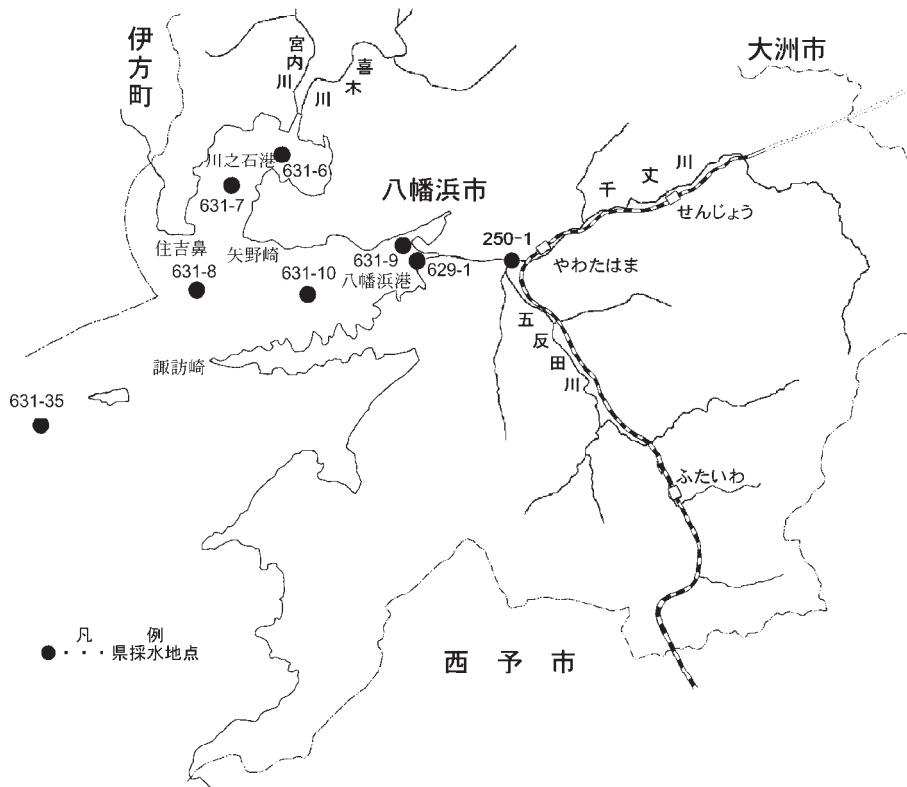 伊方町
宮内川
喜木川
大洲市
川之石港
631-6
631-7
八幡浜市
千丈川
せんじょう
住吉鼻
矢野崎
631-9
250-1
631-8
631-10
八幡浜港
629-1
やわたはま
五反田川
諏訪崎
631-35
ふたいわ
凡 例
●・・・県採水地点
西 予 市